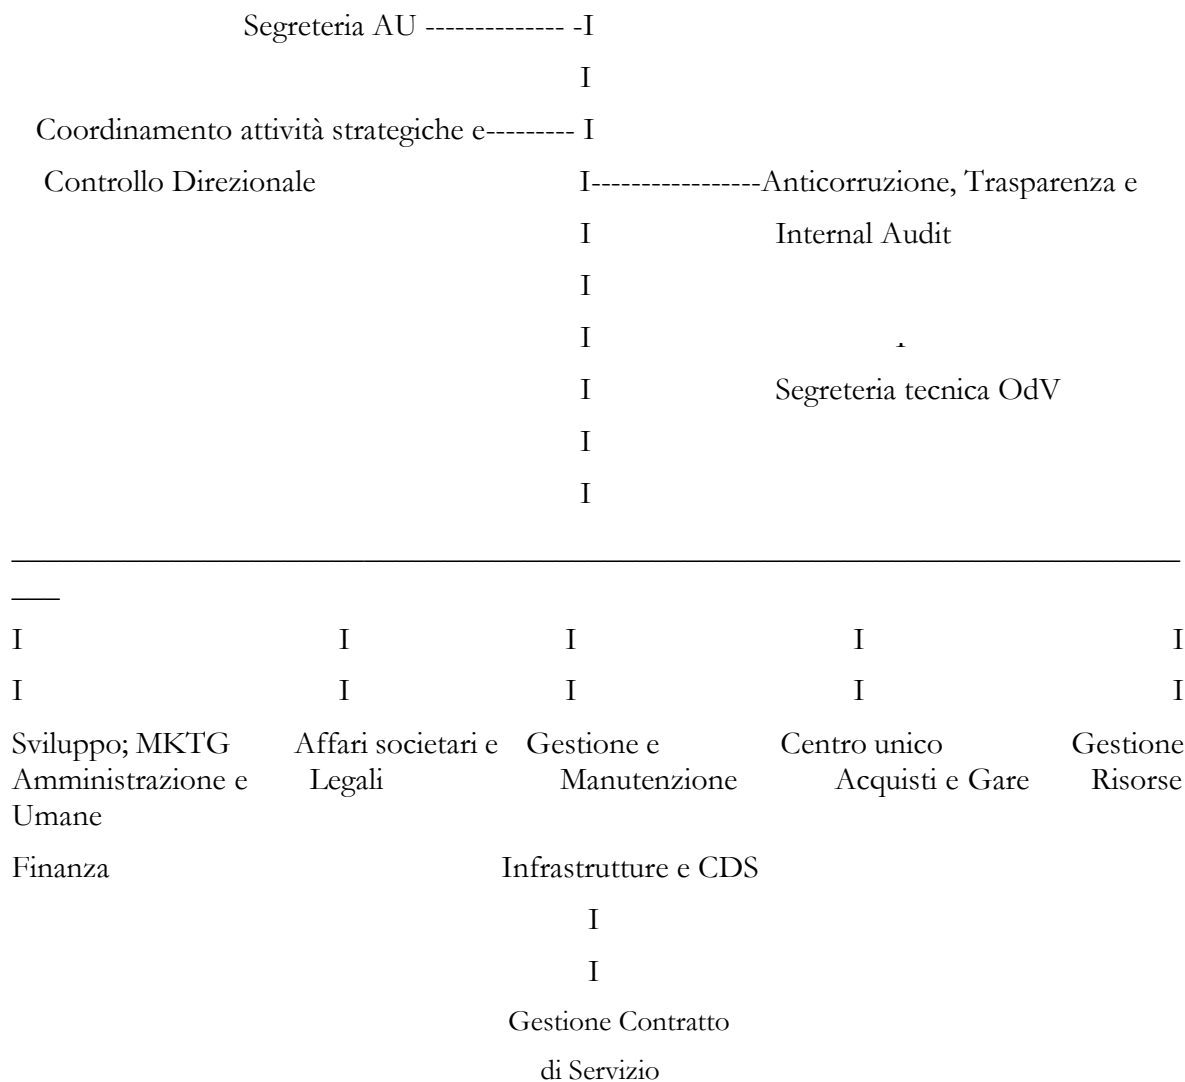 Segreteria AU -------------- -I
I
Coordinamento attività strategiche e--------- I
Controllo Direzionale I-----------------Anticorruzione, Trasparenza e
I Internal Audit
I
I
I Segreteria tecnica OdV
I
I
I I I I I
I I I I I
Sviluppo; MKTG Affari societari e Gestione e Centro unico Gestione
Amministrazione e Legali Manutenzione Acquisti e Gare Risorse
Umane
Finanza Infrastrutture e CDS
I
I
Gestione Contratto
di Servizio